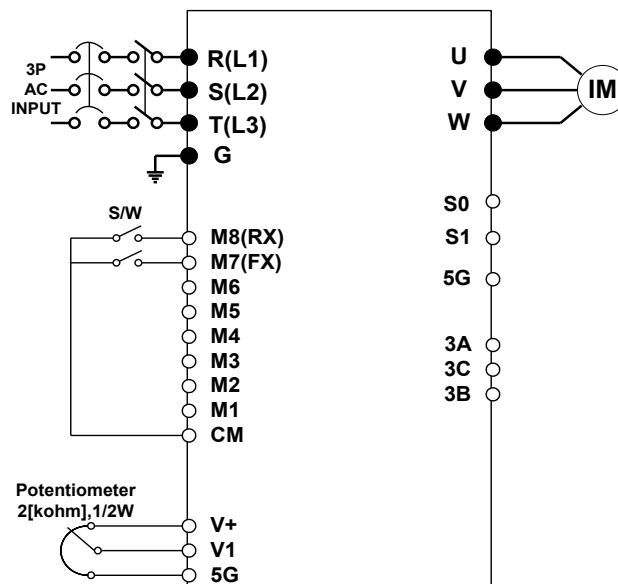 3P
AC
INPUT
R(L1)
S(L2)
T(L3)
G
U
V
W
IM
S/W
M8(RX)
M7(FX)
M6
M5
M4
M3
M2
M1
CM
S0
S1
5G
3A
3C
3B
Potentiometer
2[kohm],1/2W
V+
V1
5G